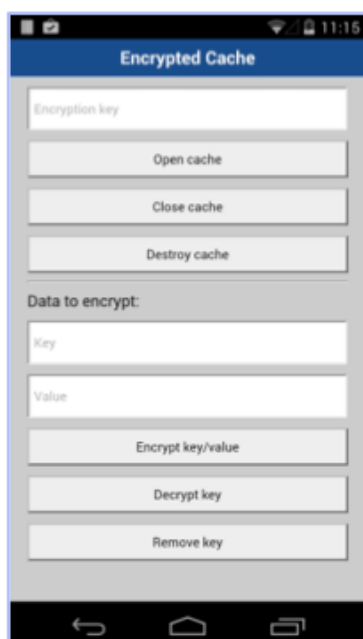 11:15
Encrypted Cache
Encryption key
Open cache
Close cache
Destroy cache
Data to encrypt:
Key
Value
Encrypt key/value
Decrypt key
Remove key